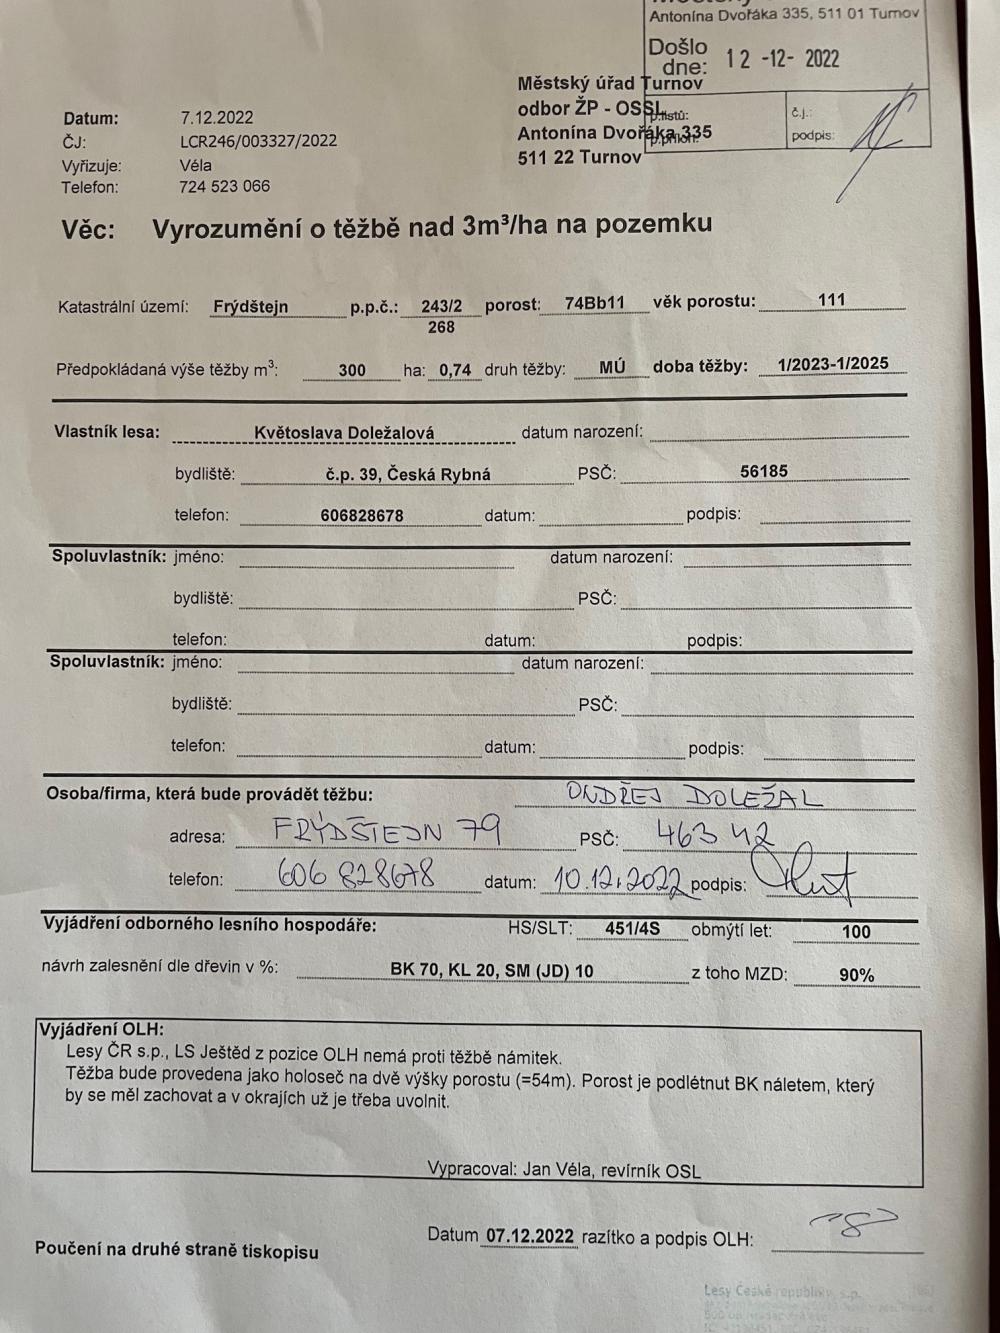 Antonína Dvořáka 335, 511 01 Turnov
Došlo
dne: 12 -12- 2022
č.j.:
podpis:
Městský úřad Turnov
odbor ŽP - OSSL
Antonína Dvořáka 335
511 22 Turnov
Datum: 7.12.2022
ČJ: LCR246/003327/2022
Vyřizuje: Véla
Telefon: 724 523 066
Věc: Vyrozumění o těžbě nad 3m³/ha na pozemku
Katastrální území: Frýdštejn p.p.č.: 243/2 porost: 74Bb11 věk porostu: 111
268
Předpokládaná výše těžby m³: 300 ha: 0,74 druh těžby: MÚ doba těžby: 1/2023-1/2025
Vlastník lesa: Květoslava Doležalová datum narození:
bydliště: č.p. 39, Česká Rybná PSČ: 56185
telefon: 606828678 datum: podpis:
Spoluvlastník: jméno: datum narození:
bydliště: PSČ:
telefon: datum: podpis:
Spoluvlastník: jméno: datum narození:
bydliště: PSČ:
telefon: datum: podpis:
Osoba/firma, která bude provádět těžbu: ONDŘEJ DOLEŽAL
adresa: FRÝDŠTEJN 79 PSČ: 463 42
telefon: 606 828678 datum: 10.12.2022 podpis:
Vyjádření odborného lesního hospodáře: HS/SLT: 451/4S obmýtí let: 100
návrh zalesnění dle dřevin v %: BK 70, KL 20, SM (JD) 10 z toho MZD: 90%
Vyjádření OLH:
Lesy ČR s.p., LS Ještěd z pozice OLH nemá proti těžbě námitek.
Těžba bude provedena jako holoseč na dvě výšky porostu (=54m). Porost je podlétnut BK náletem, který
by se měl zachovat a v okrajích už je třeba uvolnit.
Vypracoval: Jan Véla, revírník OSL
Datum 07.12.2022 razítko a podpis OLH:
Poučení na druhé straně tiskopisu
Lesy České republiky, s.p.